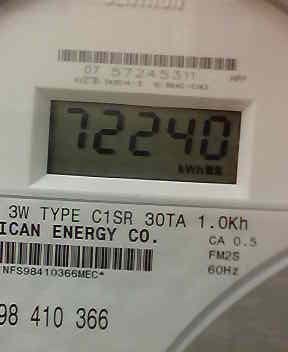 07 57245311
72240
kWh
3W TYPE C1SR 30TA 1.0Kh
ICAN ENERGY CO.
CA 0.5
FM2S
NFS98410366MEC*
60Hz
98 410 366